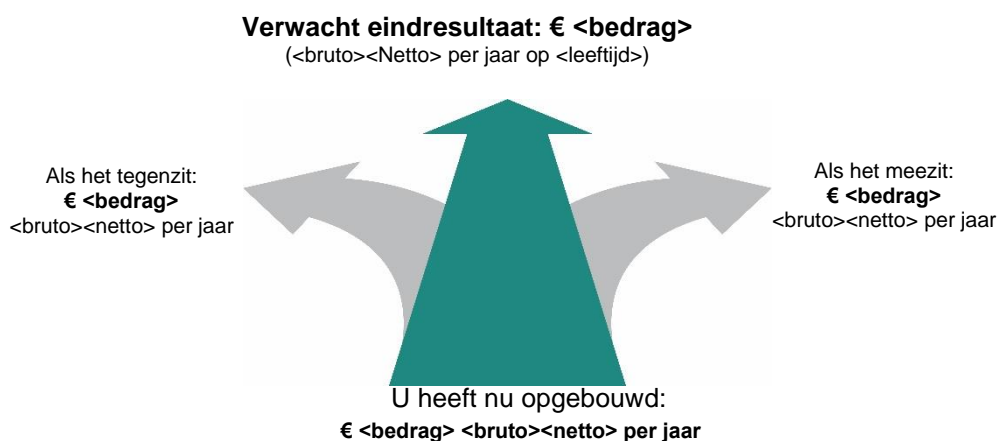 Verwacht eindresultaat: € <bedrag>
(<bruto><Netto> per jaar op <leeftijd>)
Als het tegenzit:
€ <bedrag>
<bruto><netto> per jaar
Als het meezit:
€ <bedrag>
<bruto><netto> per jaar
U heeft nu opgebouwd:
€ <bedrag> <bruto><netto> per jaar